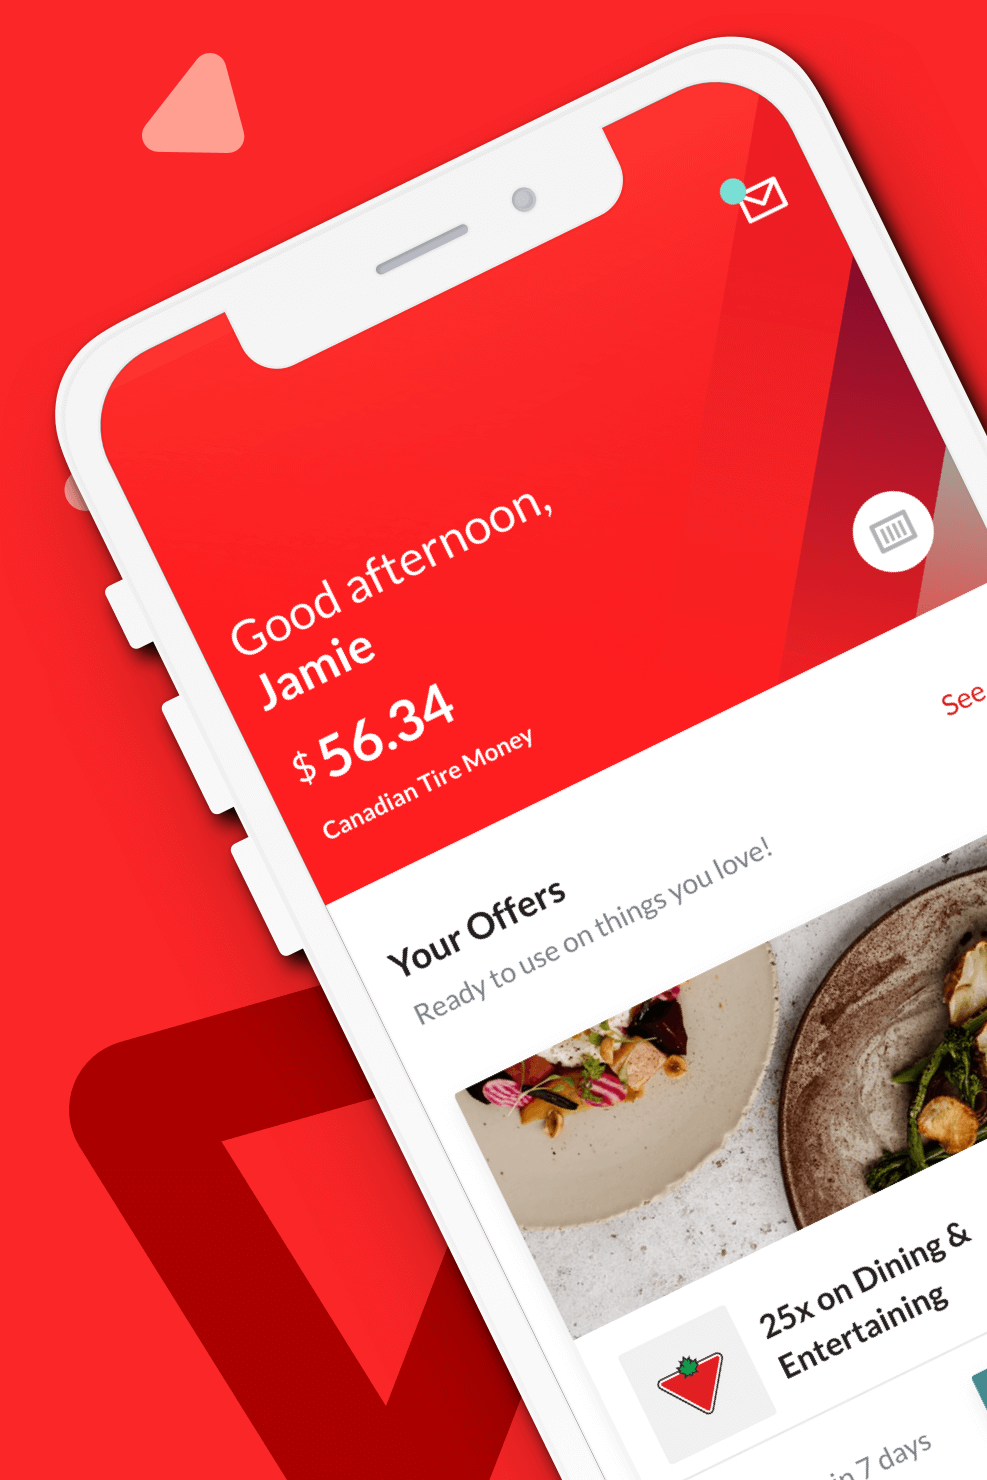 Good afternoon,
Jamie
$56.34
Canadian Tire Money
See
Your Offers
Ready to use on things you love!
25x on Dining &
Entertaining
in 7 days